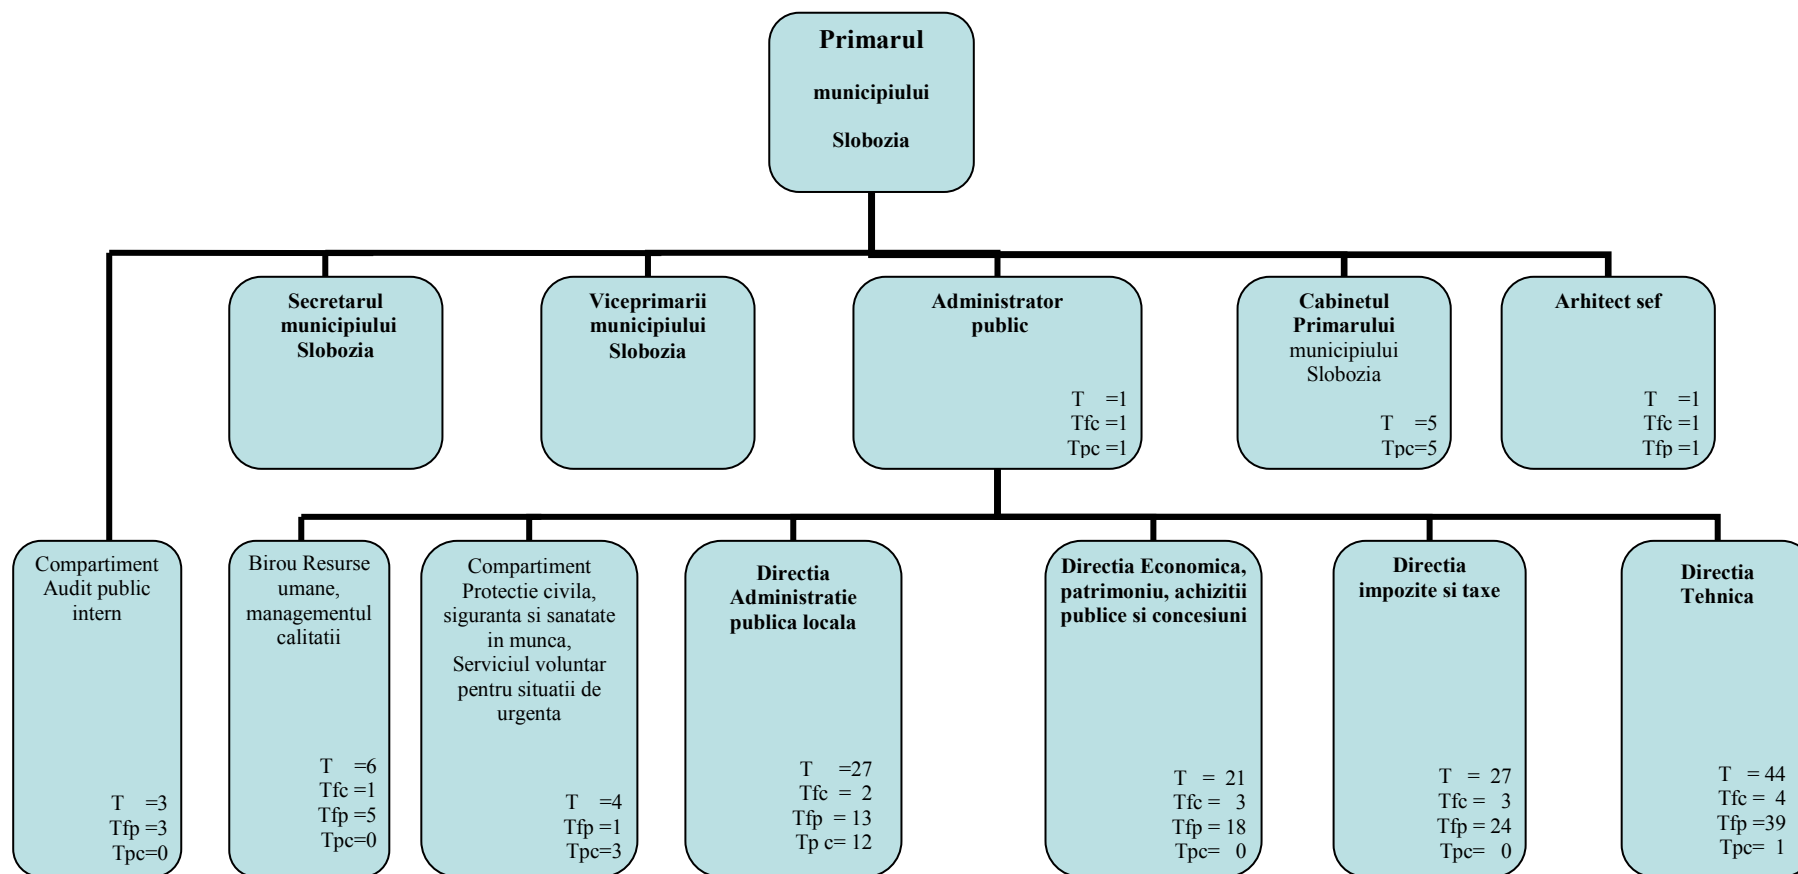 Primarul
municipiului
Slobozia
Secretarul
municipiului
Slobozia
Viceprimarii
municipiului
Slobozia
Administrator
public
T =1
Tfc =1
Tpc =1
Cabinetul
Primarului
municipiului
Slobozia
T =5
Tpc=5
Arhitect sef
T =1
Tfc =1
Tfp =1
Compartiment
Audit public
intern
T =3
Tfp =3
Tpc=0
Birou Resurse
umane,
managementul
calitatii
T =6
Tfc =1
Tfp =5
Tpc=0
Compartiment
Protectie civila,
siguranta si sanatate
in munca,
Serviciul voluntar
pentru situatii de
urgenta
T =4
Tfp =1
Tpc=3
Directia
Administratie
publica locala
T =27
Tfc = 2
Tfp = 13
Tp c= 12
Directia Economica,
patrimoniu, achizitii
publice si concesiuni
T = 21
Tfc = 3
Tfp = 18
Tpc= 0
Directia
impozite si taxe
T = 27
Tfc = 3
Tfp = 24
Tpc= 0
Directia
Tehnica
T = 44
Tfc = 4
Tfp =39
Tpc= 1